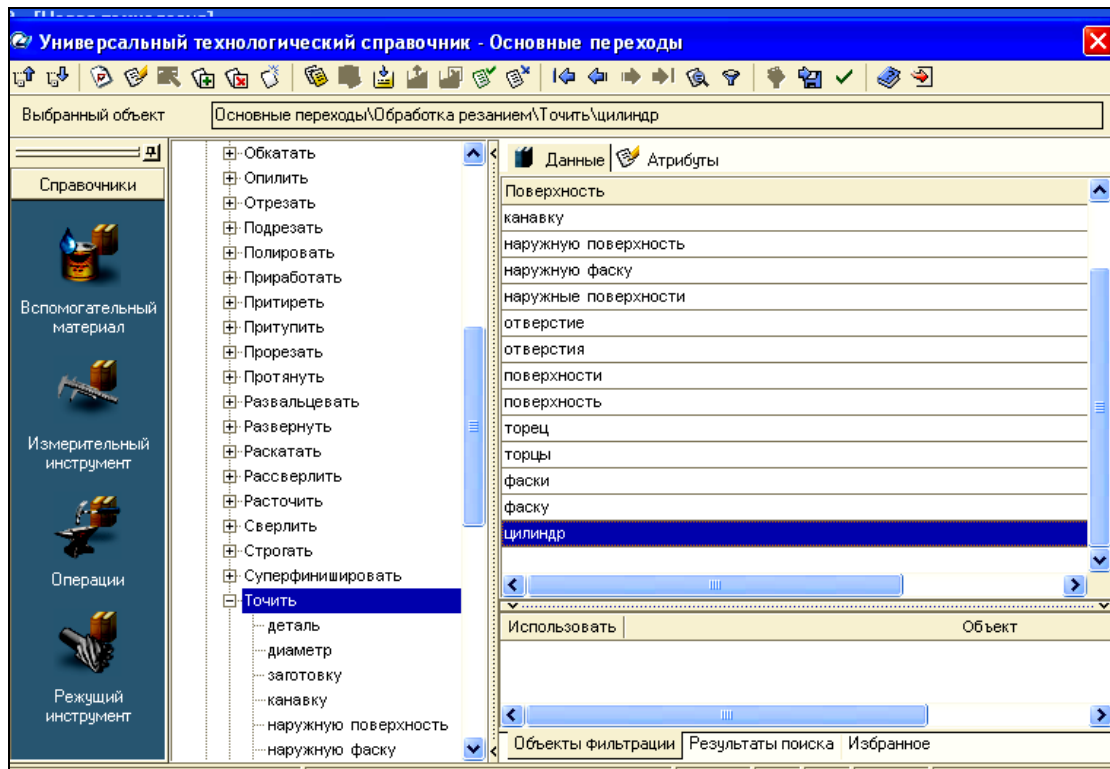 [Новая технология]
Универсальный технологический справочник - Основные переходы
Выбранный объект
Основные переходы\Обработка резанием\Точить\цилиндр
Справочники
Вспомогательный
материал
Измерительный
инструмент
Операции
Режущий
инструмент
Обкатать
Опилить
Отрезать
Подрезать
Полировать
Приработать
Притиреть
Притупить
Прорезать
Протянуть
Развальцевать
Развернуть
Раскатать
Рассверлить
Расточить
Сверлить
Строгать
Суперфинишировать
Точить
деталь
диаметр
заготовку
канавку
наружную поверхность
наружную фаску
Данные Атрибуты
Поверхность
канавку
наружную поверхность
наружную фаску
наружные поверхности
отверстие
отверстия
поверхности
поверхность
торец
торцы
фаски
фаску
цилиндр
Использовать Объект
Объекты фильтрации Результаты поиска Избранное